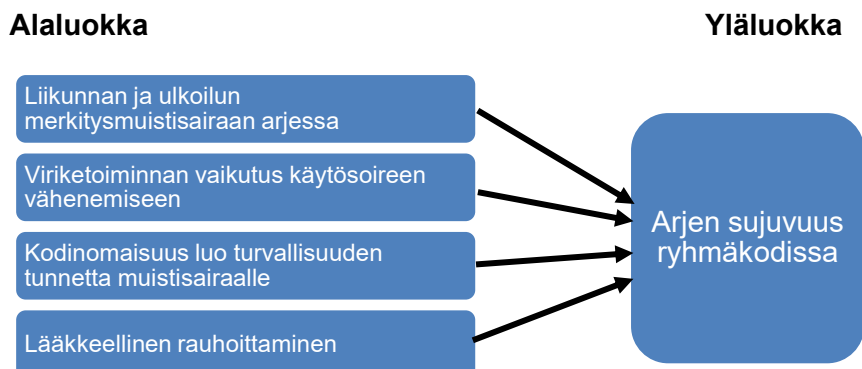 Alaluokka
Yläluokka
Liikunnan ja ulkoilun
merkitysmuistisairaan arjessa
Viriketoiminnan vaikutus käytösoireen
vähenemiseen
Kodinomaisuus luo turvallisuuden
tunnetta muistisairaalle
Lääkkeellinen rauhoittaminen
Arjen sujuvuus
ryhmäkodissa